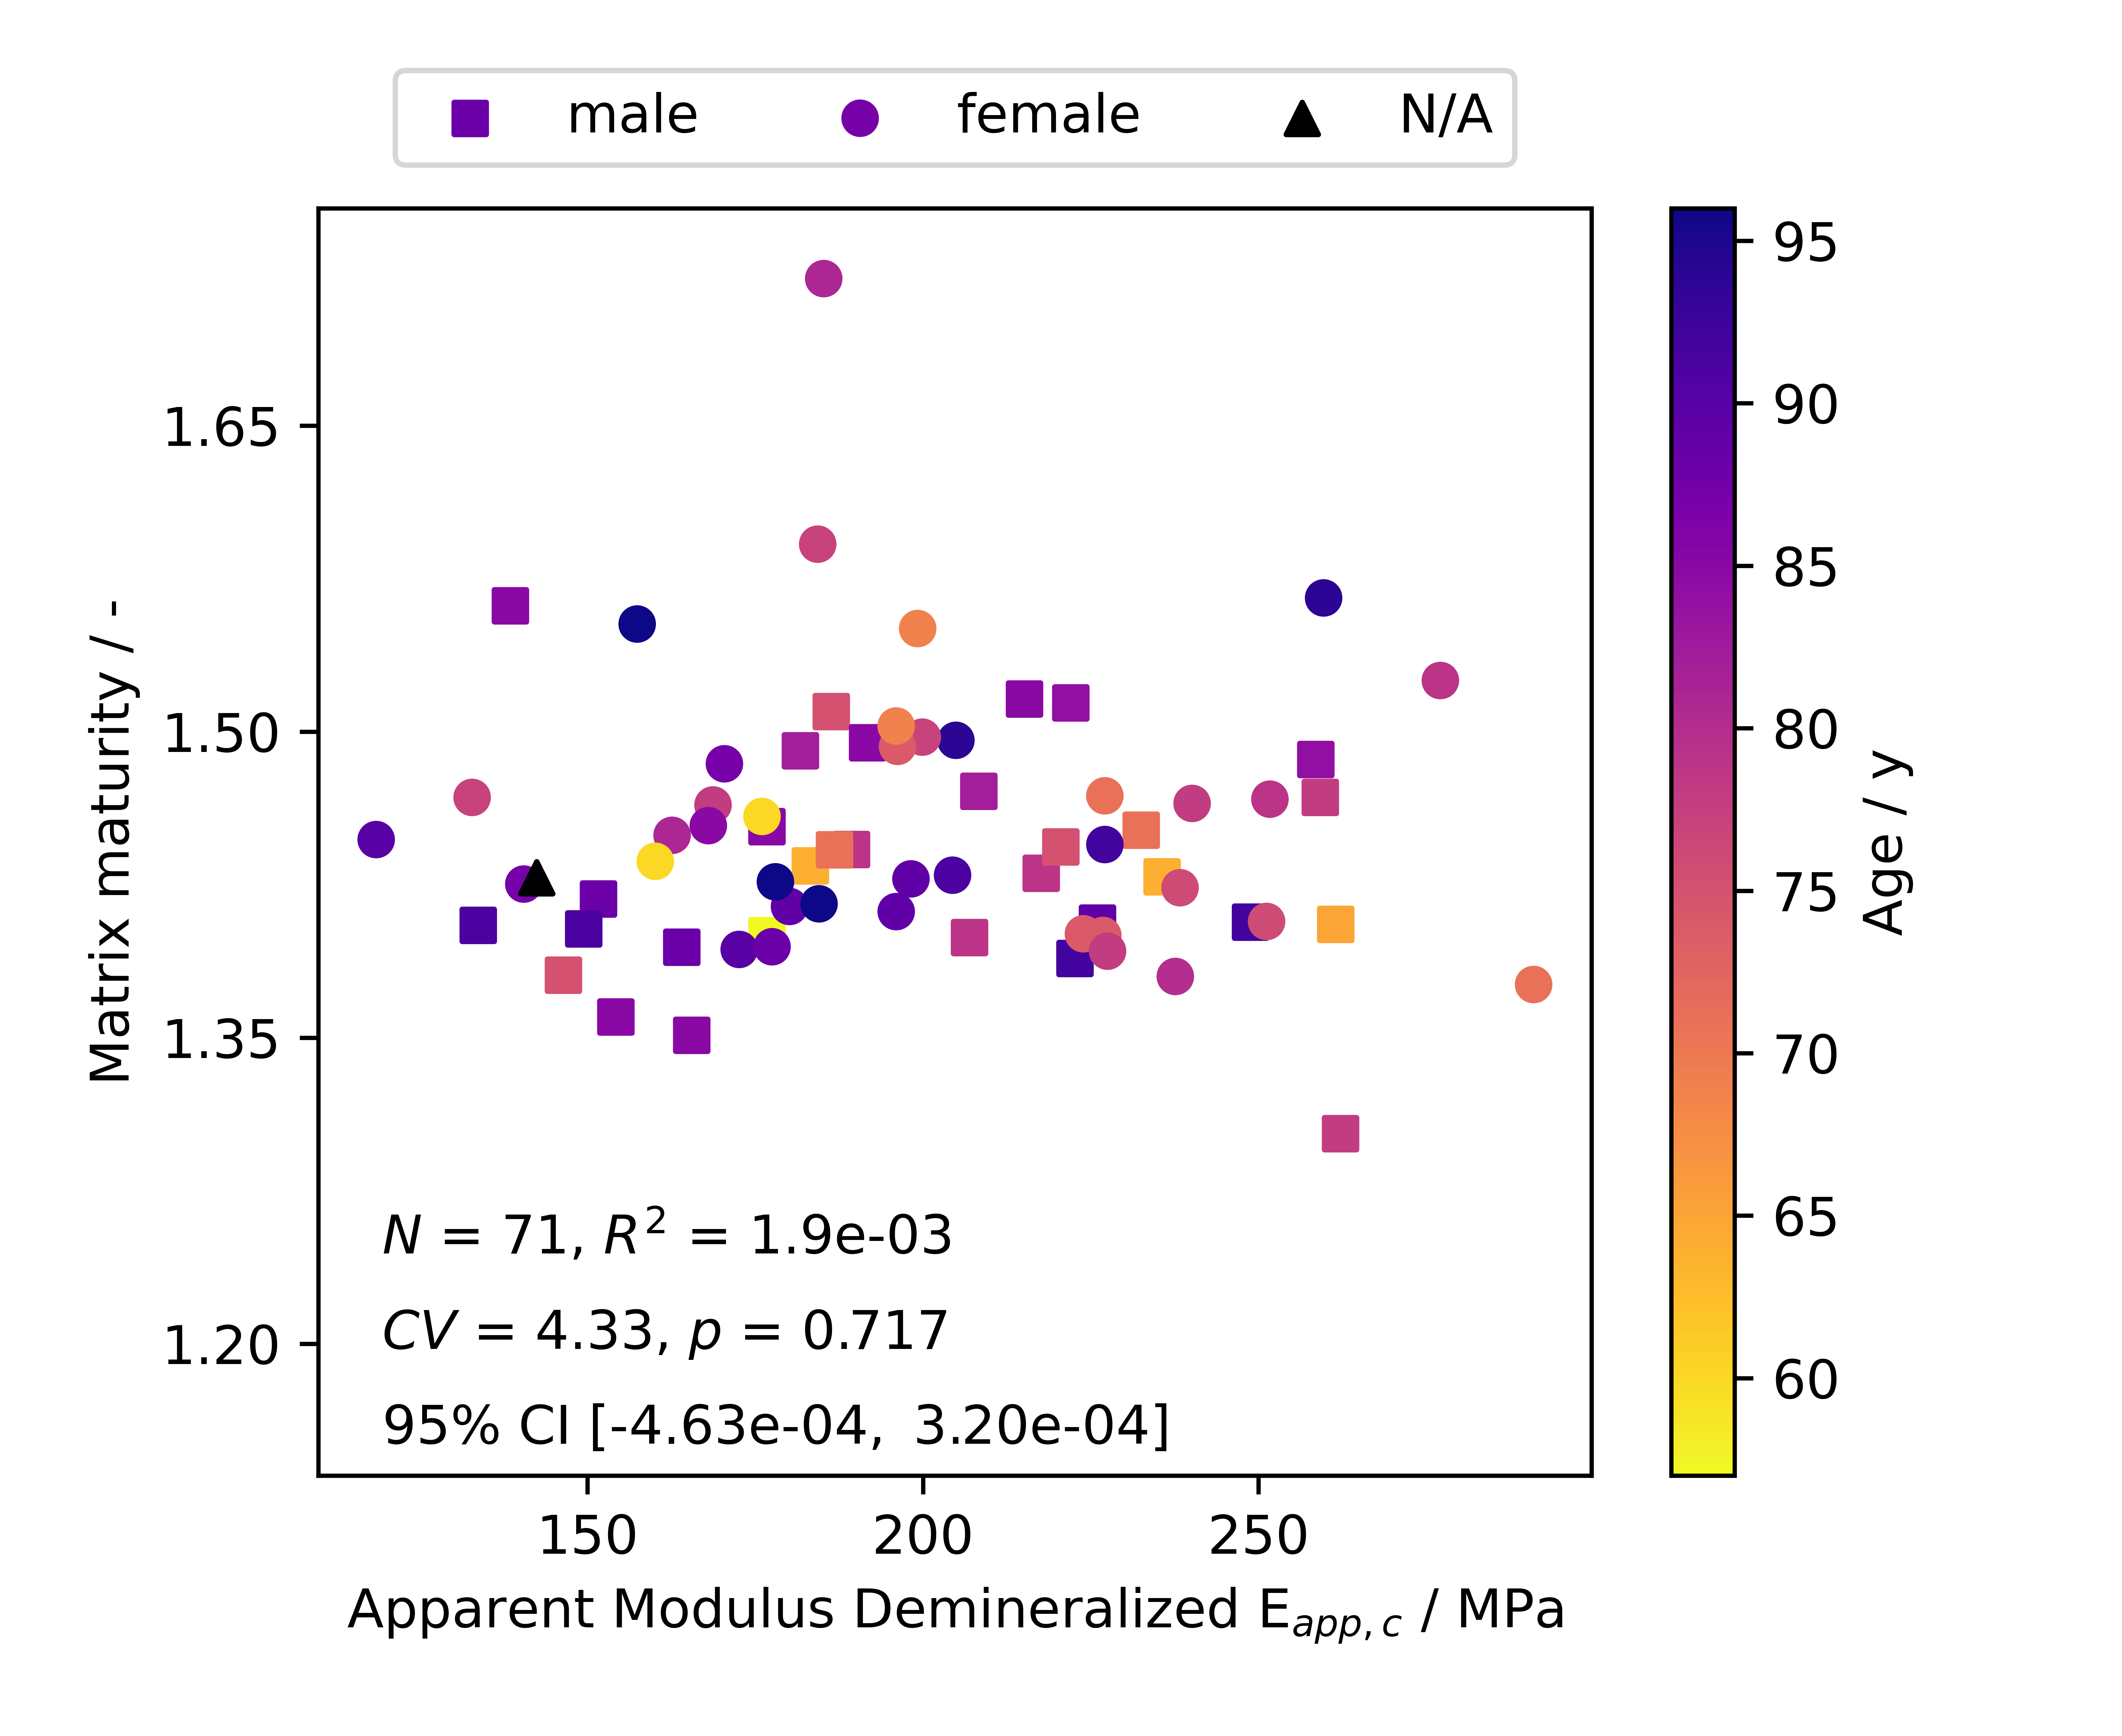 male female N/A
1.65
1.50
1.35
1.20
Matrix maturity / -
N = 71, R² = 1.9e-03
CV = 4.33, p = 0.717
95% CI [-4.63e-04, 3.20e-04]
150 200 250
Apparent Modulus Demineralized E_app,c / MPa
95
90
85
80
75
70
65
60
Age / y